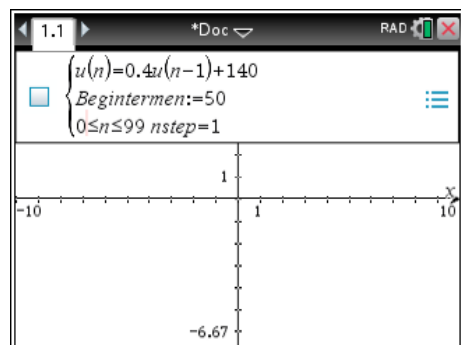 1.1 *Doc RAD
u(n)=0.4u(n−1)+140
Begintermen:=50
0≤n≤99 nstep=1
1
x
-10 1 10
-6.67